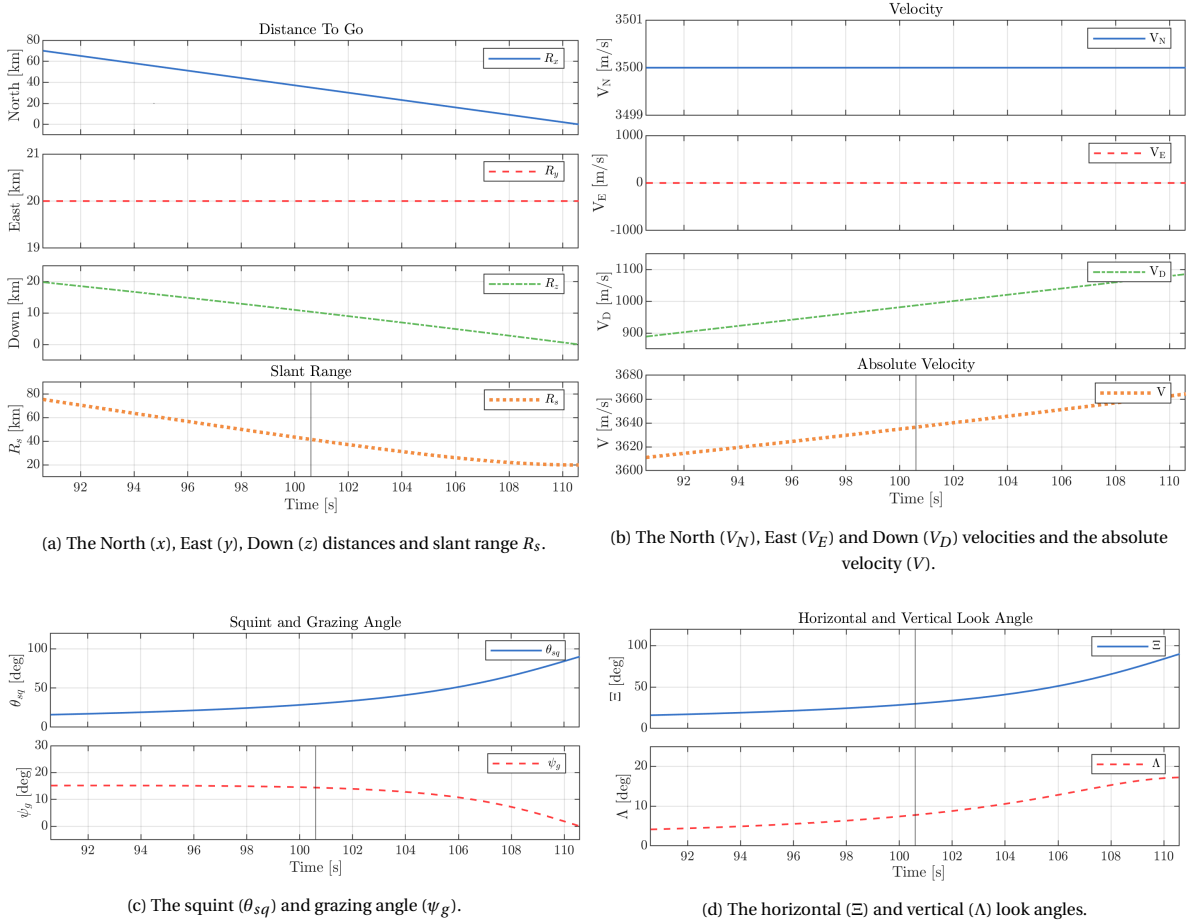 Distance To Go
80
60
40
20
0
North [km]
R_x
21
20
19
East [km]
R_y
20
10
0
Down [km]
R_z
Slant Range
80
60
40
20
R_s [km]
R_s
92 94 96 98 100 102 104 106 108 110
Time [s]
(a) The North (x), East (y), Down (z) distances and slant range R_s.
Velocity
3501
3500
3499
V_N [m/s]
V_N
1000
0
-1000
V_E [m/s]
V_E
1100
1000
900
V_D [m/s]
V_D
Absolute Velocity
3680
3660
3640
3620
3600
V [m/s]
V
92 94 96 98 100 102 104 106 108 110
Time [s]
(b) The North (V_N), East (V_E) and Down (V_D) velocities and the absolute
velocity (V).
Squint and Grazing Angle
100
50
0
θ_sq [deg]
θ_sq
30
20
10
0
ψ_g [deg]
ψ_g
92 94 96 98 100 102 104 106 108 110
Time [s]
(c) The squint (θ_sq) and grazing angle (ψ_g).
Horizontal and Vertical Look Angle
100
50
0
Ξ [deg]
Ξ
20
10
0
Λ [deg]
Λ
92 94 96 98 100 102 104 106 108 110
Time [s]
(d) The horizontal (Ξ) and vertical (Λ) look angles.